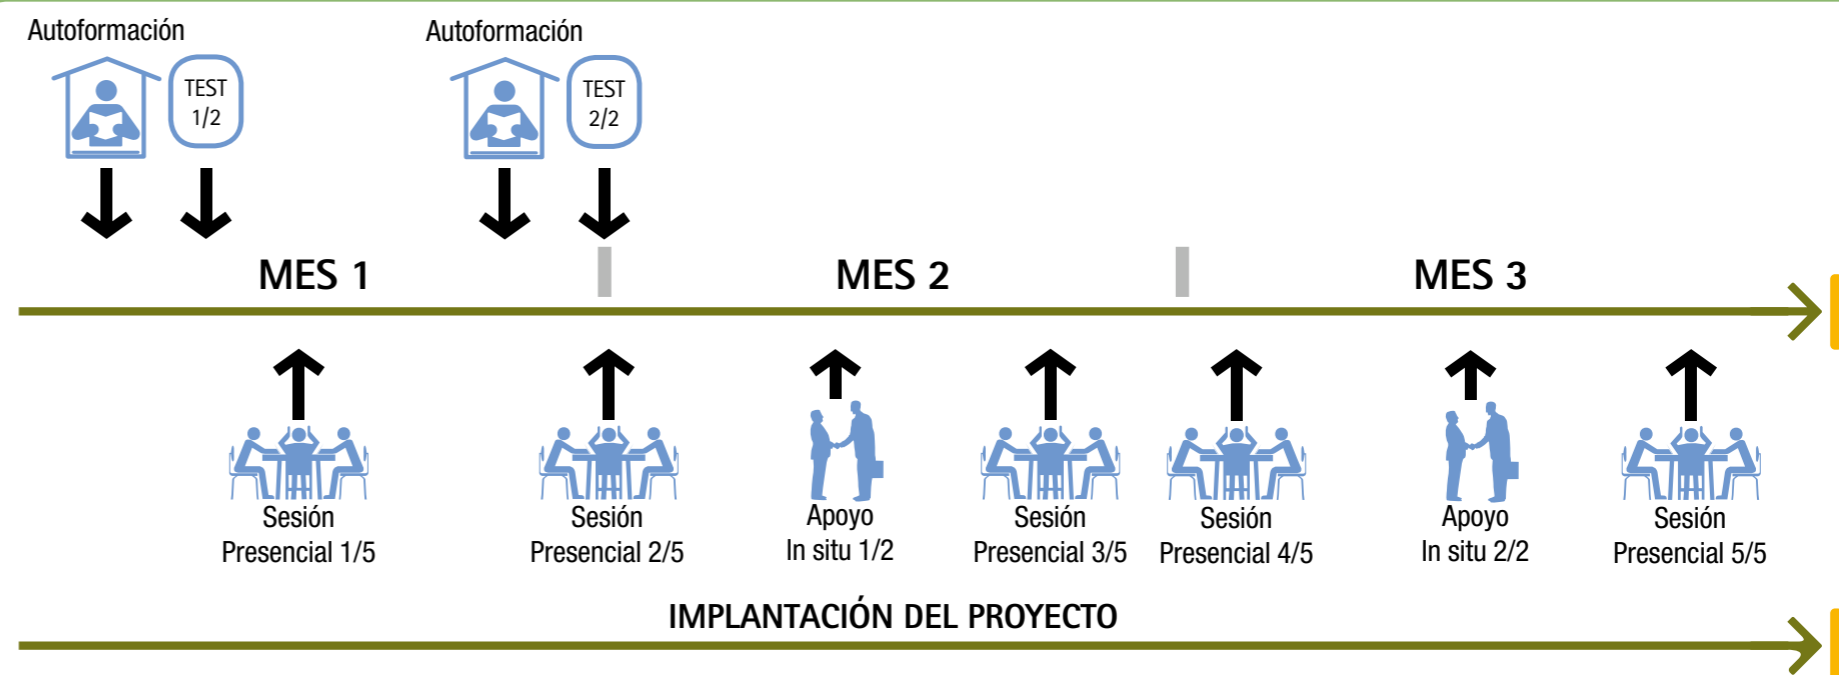 Autoformación
Autoformación
TEST
1/2
TEST
2/2
MES 1
MES 2
MES 3
Sesión
Presencial 1/5
Sesión
Presencial 2/5
Apoyo
In situ 1/2
Sesión
Presencial 3/5
Sesión
Presencial 4/5
Apoyo
In situ 2/2
Sesión
Presencial 5/5
IMPLANTACIÓN DEL PROYECTO